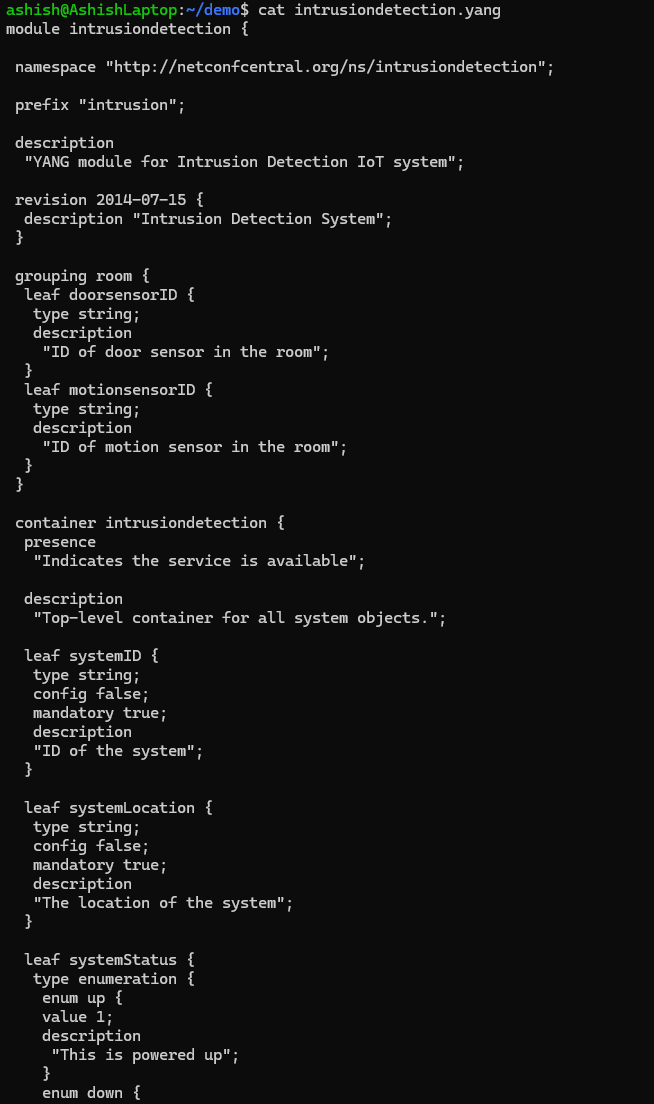 ashish@AshishLaptop:~/demo$ cat intrusiondetection.yang
module intrusiondetection {
namespace "http://netconfcentral.org/ns/intrusiondetection";
prefix "intrusion";
description
"YANG module for Intrusion Detection IoT system";
revision 2014-07-15 {
description "Intrusion Detection System";
}
grouping room {
leaf doorsensorID {
type string;
description
"ID of door sensor in the room";
}
leaf motionsensorID {
type string;
description
"ID of motion sensor in the room";
}
}
container intrusiondetection {
presence
"Indicates the service is available";
description
"Top-level container for all system objects.";
leaf systemID {
type string;
config false;
mandatory true;
description
"ID of the system";
}
leaf systemLocation {
type string;
config false;
mandatory true;
description
"The location of the system";
}
leaf systemStatus {
type enumeration {
enum up {
value 1;
description
"This is powered up";
}
enum down {